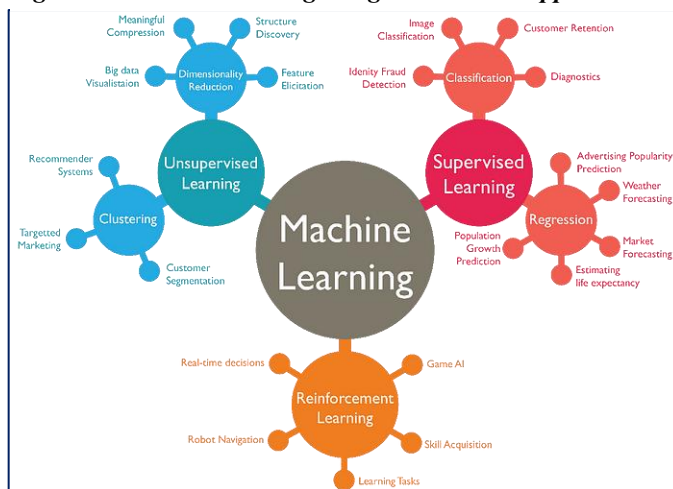 Meaningful
Compression
Structure
Discovery
Big data
Visualistaion
Dimensionality
Reduction
Feature
Elicitation
Image
Classification
Customer Retention
Idenity Fraud
Detection
Classification
Diagnostics
Unsupervised
Learning
Supervised
Learning
Recommender
Systems
Clustering
Targetted
Marketing
Customer
Segmentation
Machine
Learning
Advertising Popularity
Prediction
Weather
Forecasting
Regression
Population
Growth
Prediction
Market
Forecasting
Estimating
life expectancy
Real-time decisions
Game AI
Reinforcement
Learning
Robot Navigation
Skill Acquisition
Learning Tasks